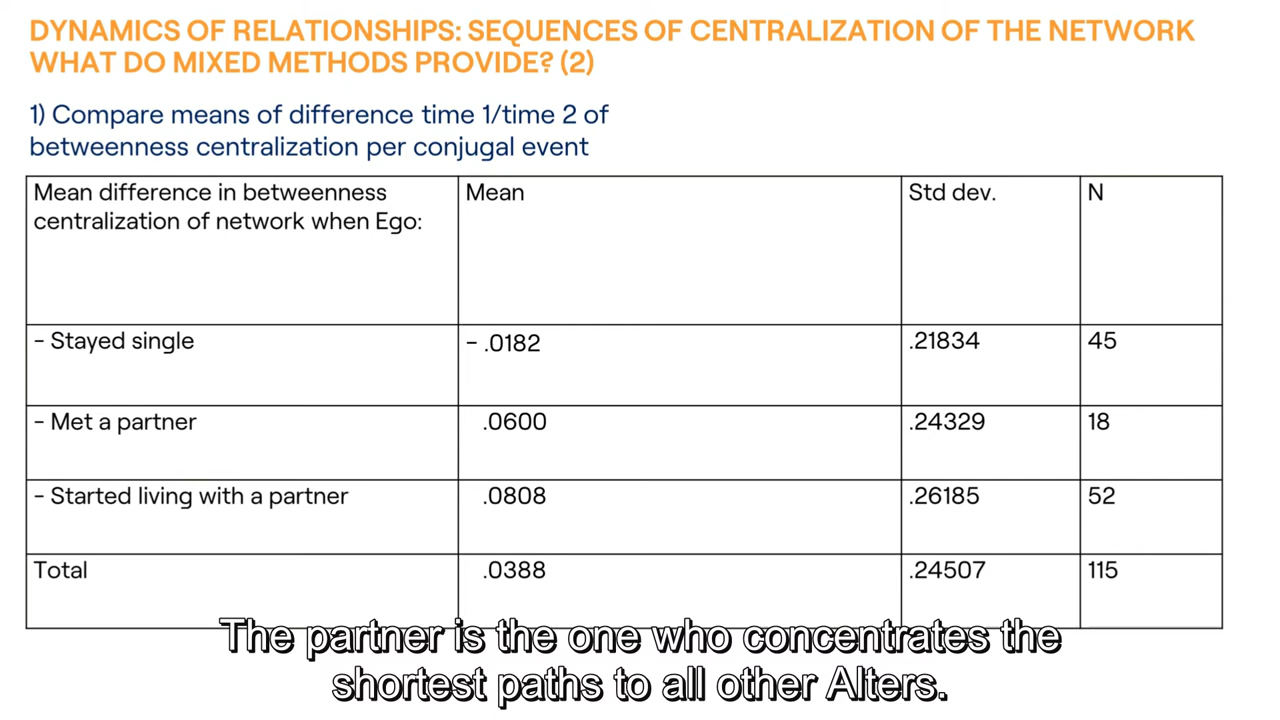 DYNAMICS OF RELATIONSHIPS: SEQUENCES OF CENTRALIZATION OF THE NETWORK
WHAT DO MIXED METHODS PROVIDE? (2)
1) Compare means of difference time 1/time 2 of
betweenness centralization per conjugal event
Mean difference in betweenness
centralization of network when Ego:
Mean
Std dev.
N
- Stayed single
- .0182
.21834
45
- Met a partner
.0600
.24329
18
- Started living with a partner
.0808
.26185
52
Total
.0388
.24507
115
The partner is the one who concentrates the
shortest paths to all other Alters.